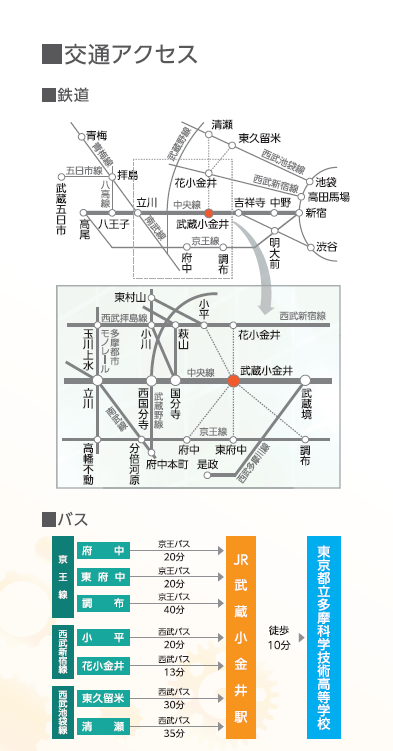 ■交通アクセス
■鉄道
清瀬
東久留米
青梅
青梅線
武蔵野線
西武池袋線
五日市線
拝島
池袋
花小金井
西武新宿線
高田馬場
八高線
武蔵五日市
立川
中央線
吉祥寺
中野
新宿
高尾
八王子
南武線
武蔵小金井
京王線
府中
調布
明大前
渋谷
東村山
小平
西武拝島線
西武新宿線
玉川上水
多摩都市モノレール
小川
萩山
花小金井
中央線
武蔵小金井
立川
西国分寺
武蔵野線
国分寺
武蔵境
南武線
京王線
高幡不動
分倍河原
府中本町
府中
是政
東府中
西武多摩川線
調布
■バス
京王線
府中
京王バス
20分
東府中
京王バス
20分
調布
京王バス
40分
西武新宿線
小平
西武バス
20分
花小金井
西武バス
13分
西武池袋線
東久留米
西武バス
30分
清瀬
西武バス
35分
JR武蔵小金井駅
徒歩
10分
東京都立多摩科学技術高等学校